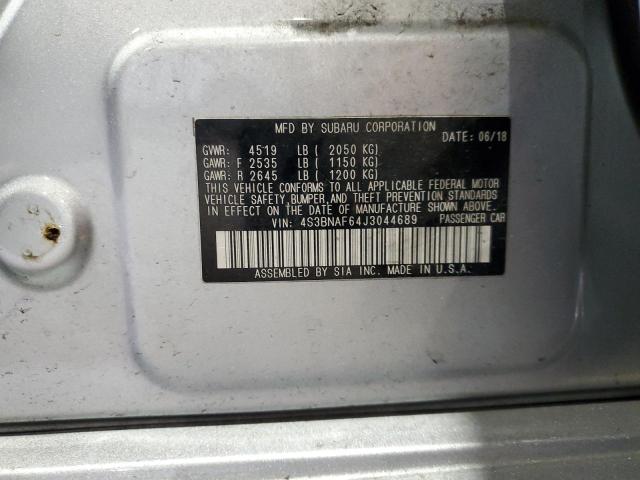 MFD BY SUBARU CORPORATION
DATE: 06/18
GVWR: 4519 LB ( 2050 KG)
GAWR: F 2535 LB ( 1150 KG)
GAWR: R 2645 LB ( 1200 KG)
THIS VEHICLE CONFORMS TO ALL APPLICABLE FEDERAL MOTOR
VEHICLE SAFETY, BUMPER, AND THEFT PREVENTION STANDARDS
IN EFFECT ON THE DATE OF MANUFACTURE SHOWN ABOVE.
VIN: 4S3BNAF64J3044689 PASSENGER CAR
ASSEMBLED BY SIA INC. MADE IN U.S.A.